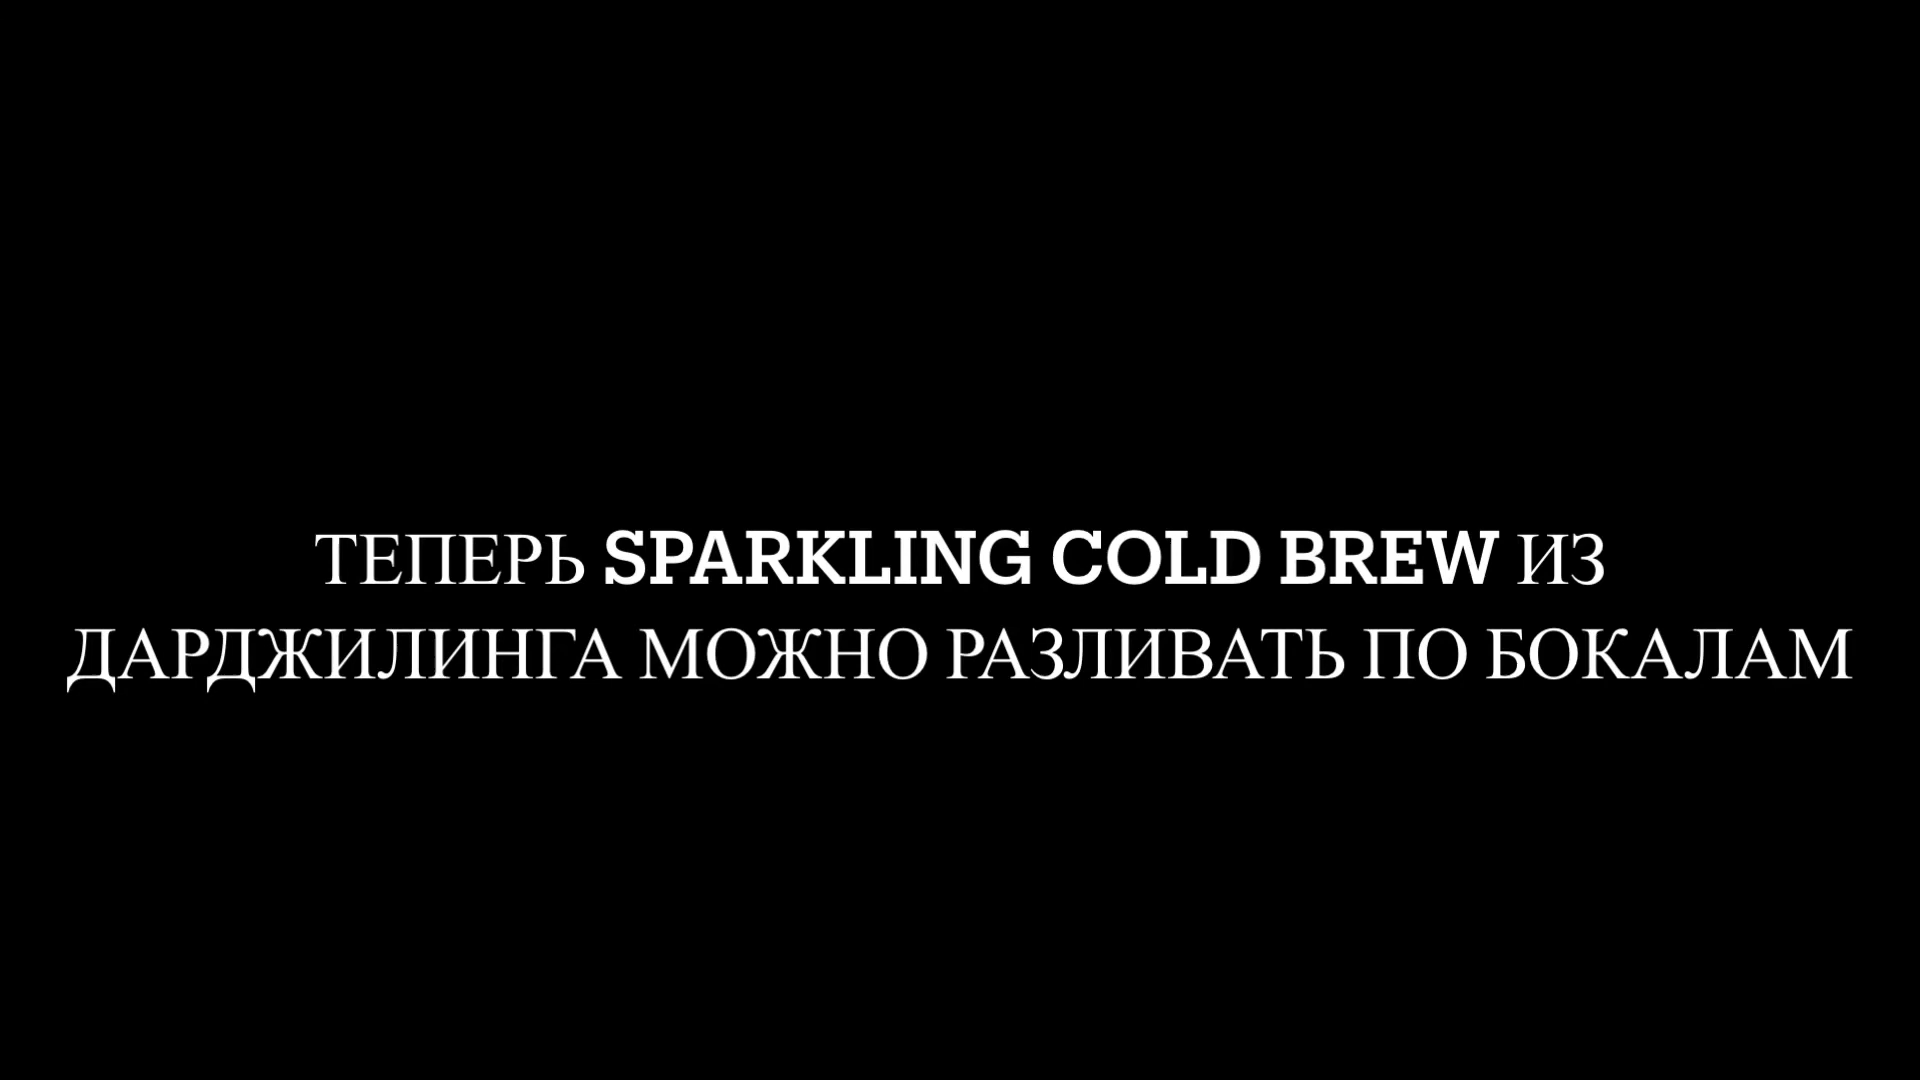 ТЕПЕРЬ SPARKLING COLD BREW ИЗ
ДАРДЖИЛИНГА МОЖНО РАЗЛИВАТЬ ПО БОКАЛАМ